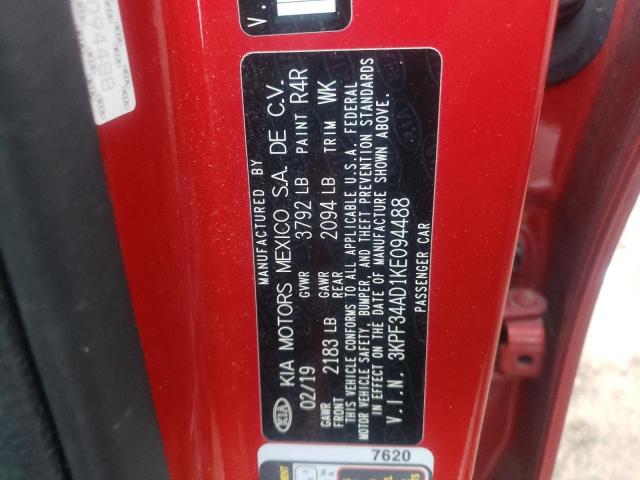 MANUFACTURED BY
KIA KIA MOTORS MEXICO S.A. DE C.V.
02/19 GVWR 3792 LB PAINT R4R
GAWR FRONT 2183 LB GAWR REAR 2094 LB TRIM WK
THIS VEHICLE CONFORMS TO ALL APPLICABLE U.S.A. FEDERAL
MOTOR VEHICLE SAFETY, BUMPER, AND THEFT PREVENTION STANDARDS
IN EFFECT ON THE DATE OF MANUFACTURE SHOWN ABOVE.
V.I.N. 3KPF34AD1KE094488
PASSENGER CAR
V.
094488
7620